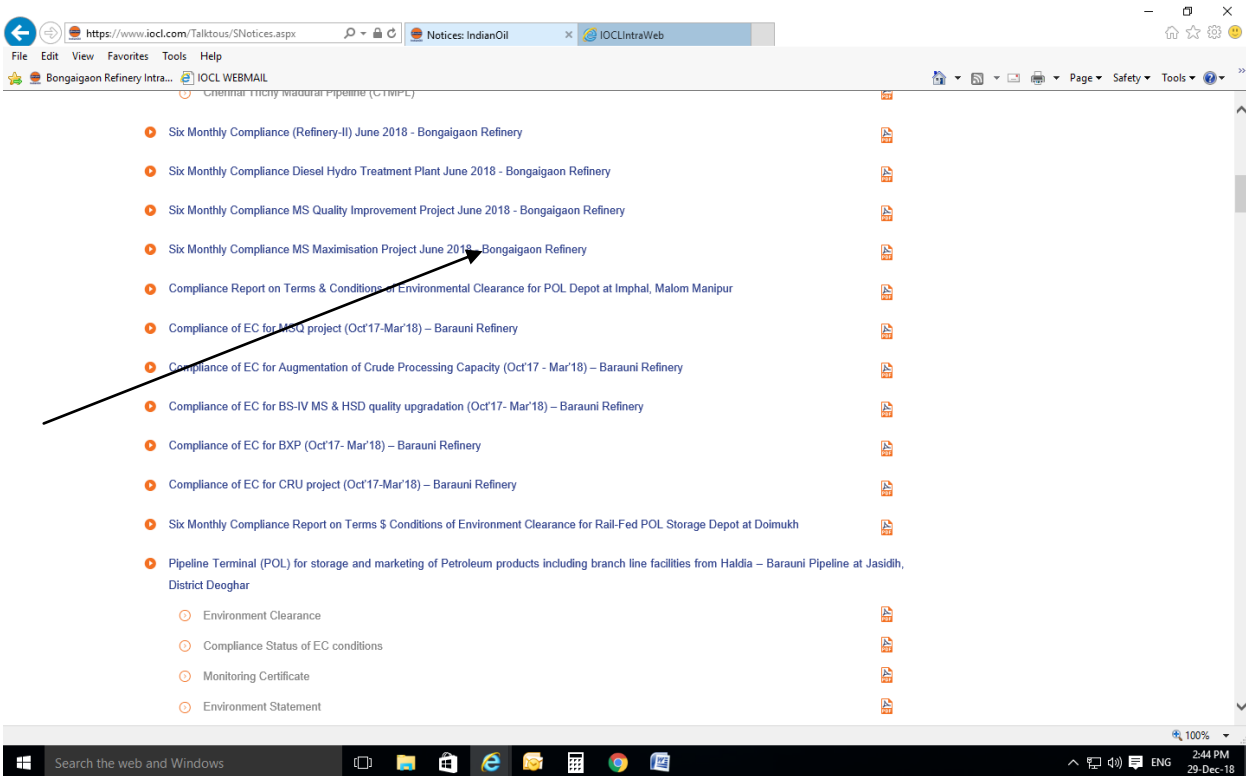 https://www.iocl.com/Talktous/SNotices.aspx
Notices: IndianOil
IOCLIntraWeb
File Edit View Favorites Tools Help
Bongaigaon Refinery Intra... IOCL WEBMAIL
Page Safety Tools
Chennai Trichy Madurai Pipeline (CTMPL)
Six Monthly Compliance (Refinery-II) June 2018 - Bongaigaon Refinery
Six Monthly Compliance Diesel Hydro Treatment Plant June 2018 - Bongaigaon Refinery
Six Monthly Compliance MS Quality Improvement Project June 2018 - Bongaigaon Refinery
Six Monthly Compliance MS Maximisation Project June 2018 - Bongaigaon Refinery
Compliance Report on Terms & Conditions of Environmental Clearance for POL Depot at Imphal, Malom Manipur
Compliance of EC for MSQ project (Oct'17-Mar'18) – Barauni Refinery
Compliance of EC for Augmentation of Crude Processing Capacity (Oct'17 - Mar'18) – Barauni Refinery
Compliance of EC for BS-IV MS & HSD quality upgradation (Oct'17- Mar'18) – Barauni Refinery
Compliance of EC for BXP (Oct'17- Mar'18) – Barauni Refinery
Compliance of EC for CRU project (Oct'17-Mar'18) – Barauni Refinery
Six Monthly Compliance Report on Terms $ Conditions of Environment Clearance for Rail-Fed POL Storage Depot at Doimukh
Pipeline Terminal (POL) for storage and marketing of Petroleum products including branch line facilities from Haldia – Barauni Pipeline at Jasidih,
District Deoghar
Environment Clearance
Compliance Status of EC conditions
Monitoring Certificate
Environment Statement
100%
Search the web and Windows
ENG
2:44 PM
29-Dec-18